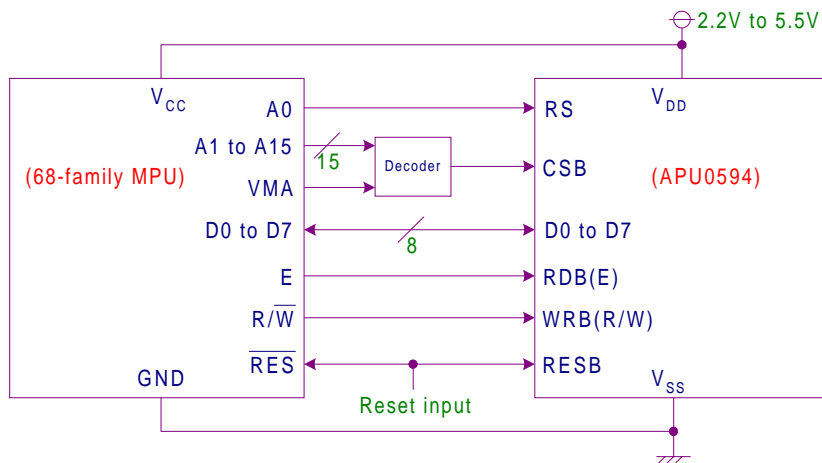 2.2V to 5.5V
VCC
VDD
A0
RS
A1 to A15
15
Decoder
CSB
(68-family MPU)
(APU0594)
VMA
D0 to D7
8
D0 to D7
E
RDB(E)
R/W̅
WRB(R/W)
R̅E̅S̅
RESB
GND
Reset input
VSS